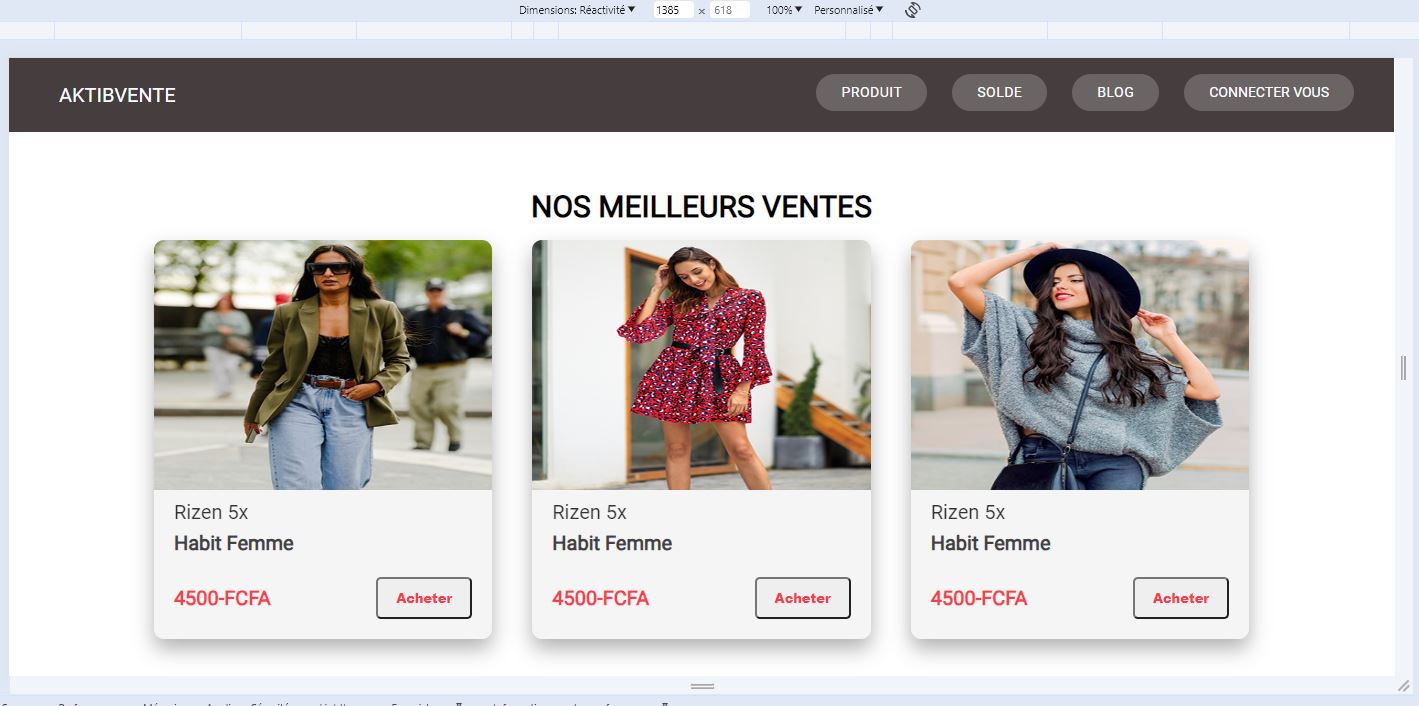 Dimensions: Réactivité 1385 × 618 100% Personnalisé
AKTIBVENTE PRODUIT SOLDE BLOG CONNECTER VOUS
NOS MEILLEURS VENTES
Rizen 5x
Habit Femme
4500-FCFA Acheter
Rizen 5x
Habit Femme
4500-FCFA Acheter
Rizen 5x
Habit Femme
4500-FCFA Acheter